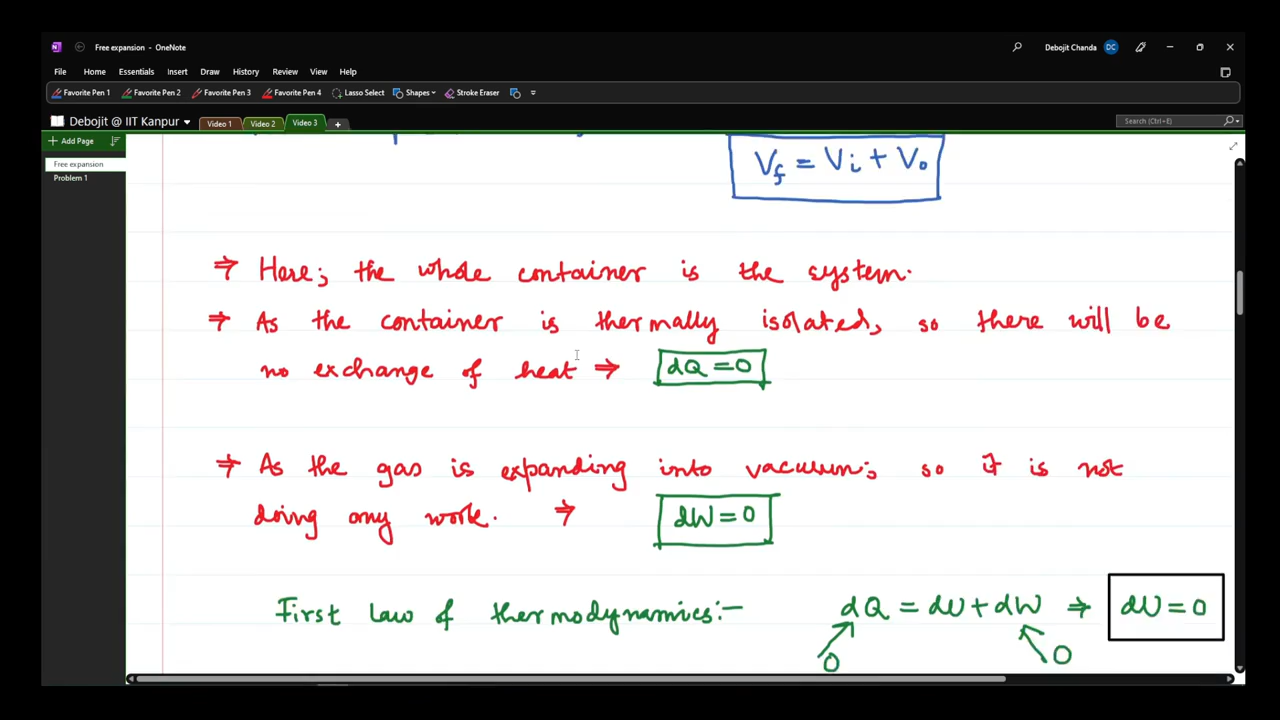 Free expansion - OneNote
Debojit Chanda DC
File Home Essentials Insert Draw History Review View Help
Favorite Pen 1 Favorite Pen 2 Favorite Pen 3 Favorite Pen 4 Lasso Select Shapes Stroke Eraser
Debojit @ IIT Kanpur Video 1 Video 2 Video 3 +
Search (Ctrl+E)
+ Add Page
Free expansion
Problem 1
Vf = Vi + Vo
⇒ Here; the whole container is the system.
⇒ As the container is thermally isolated, so there will be
no exchange of heat ⇒ dQ = 0
⇒ As the gas is expanding into vacuum; so it is not
doing any work. ⇒ dW = 0
First law of thermodynamics:- dQ = dU + dW ⇒ dU = 0
0 0